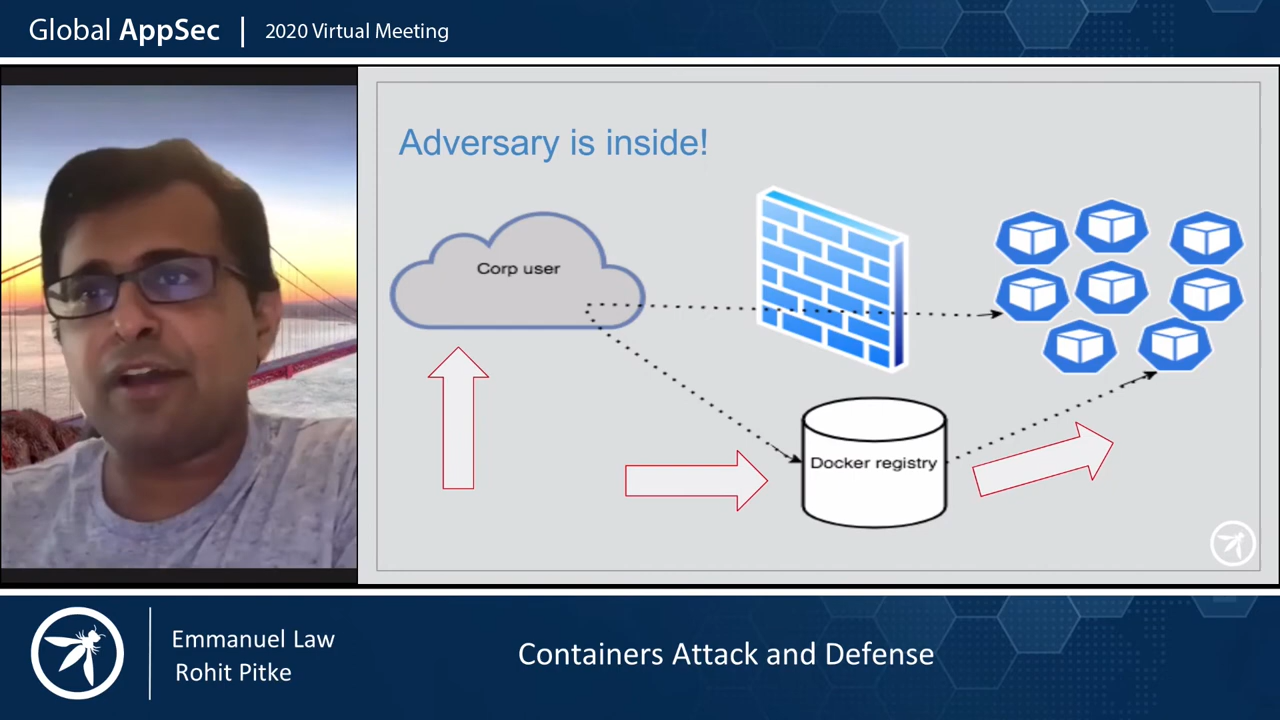 Global AppSec | 2020 Virtual Meeting
Adversary is inside!
Corp user
Docker registry
Emmanuel Law
Rohit Pitke
Containers Attack and Defense